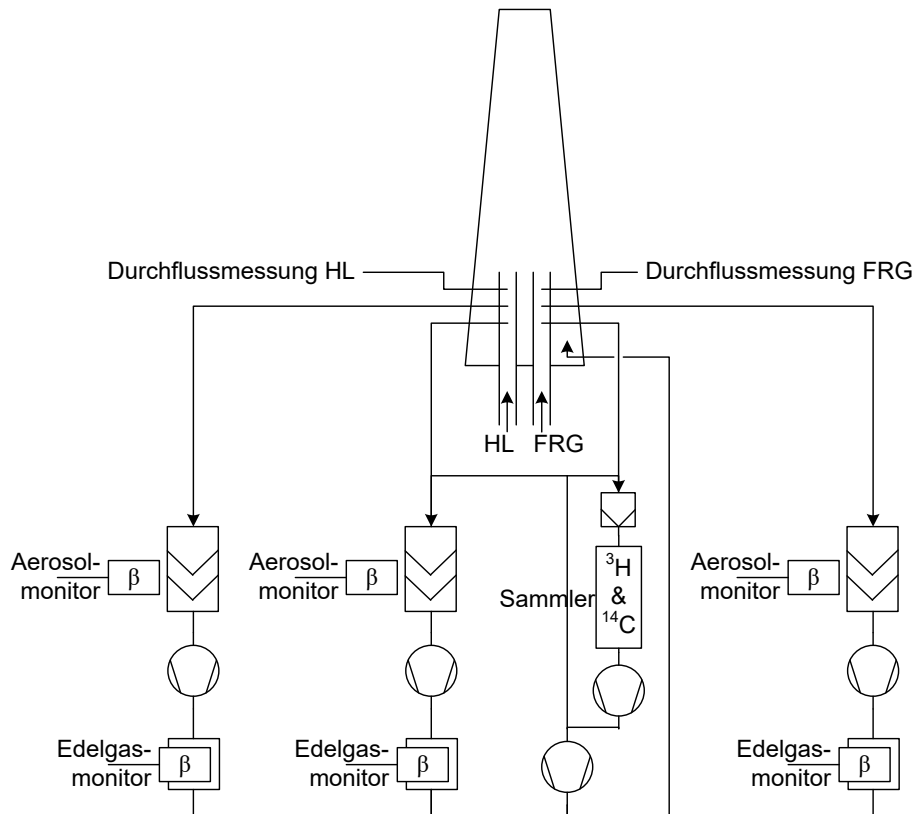 Durchflussmessung HL
Durchflussmessung FRG
HL
FRG
Aerosol-
monitor
β
Aerosol-
monitor
β
Sammler
³H
&
¹⁴C
Aerosol-
monitor
β
Edelgas-
monitor
β
Edelgas-
monitor
β
Edelgas-
monitor
β